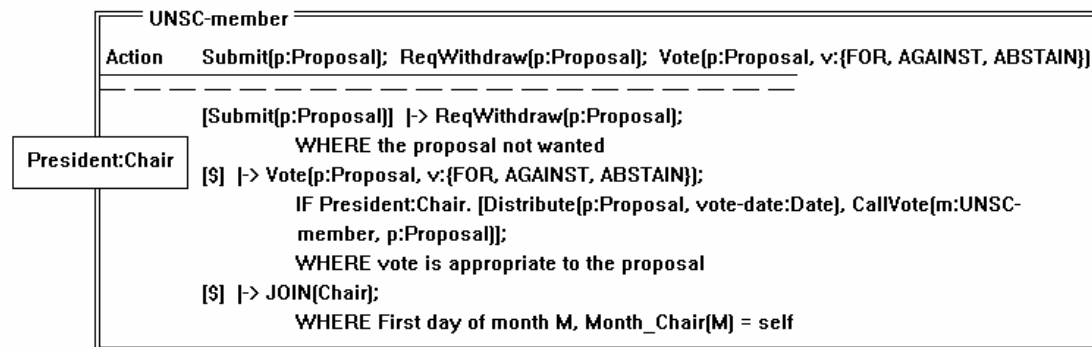 UNSC-member
Action Submit(p:Proposal); ReqWithdraw(p:Proposal); Vote(p:Proposal, v:{FOR, AGAINST, ABSTAIN})
[Submit(p:Proposal)] |-> ReqWithdraw(p:Proposal);
WHERE the proposal not wanted
President:Chair
[$] |-> Vote(p:Proposal, v:{FOR, AGAINST, ABSTAIN});
IF President:Chair. [Distribute(p:Proposal, vote-date:Date), CallVote(m:UNSC-
member, p:Proposal)];
WHERE vote is appropriate to the proposal
[$] |-> JOIN(Chair);
WHERE First day of month M, Month_Chair(M) = self